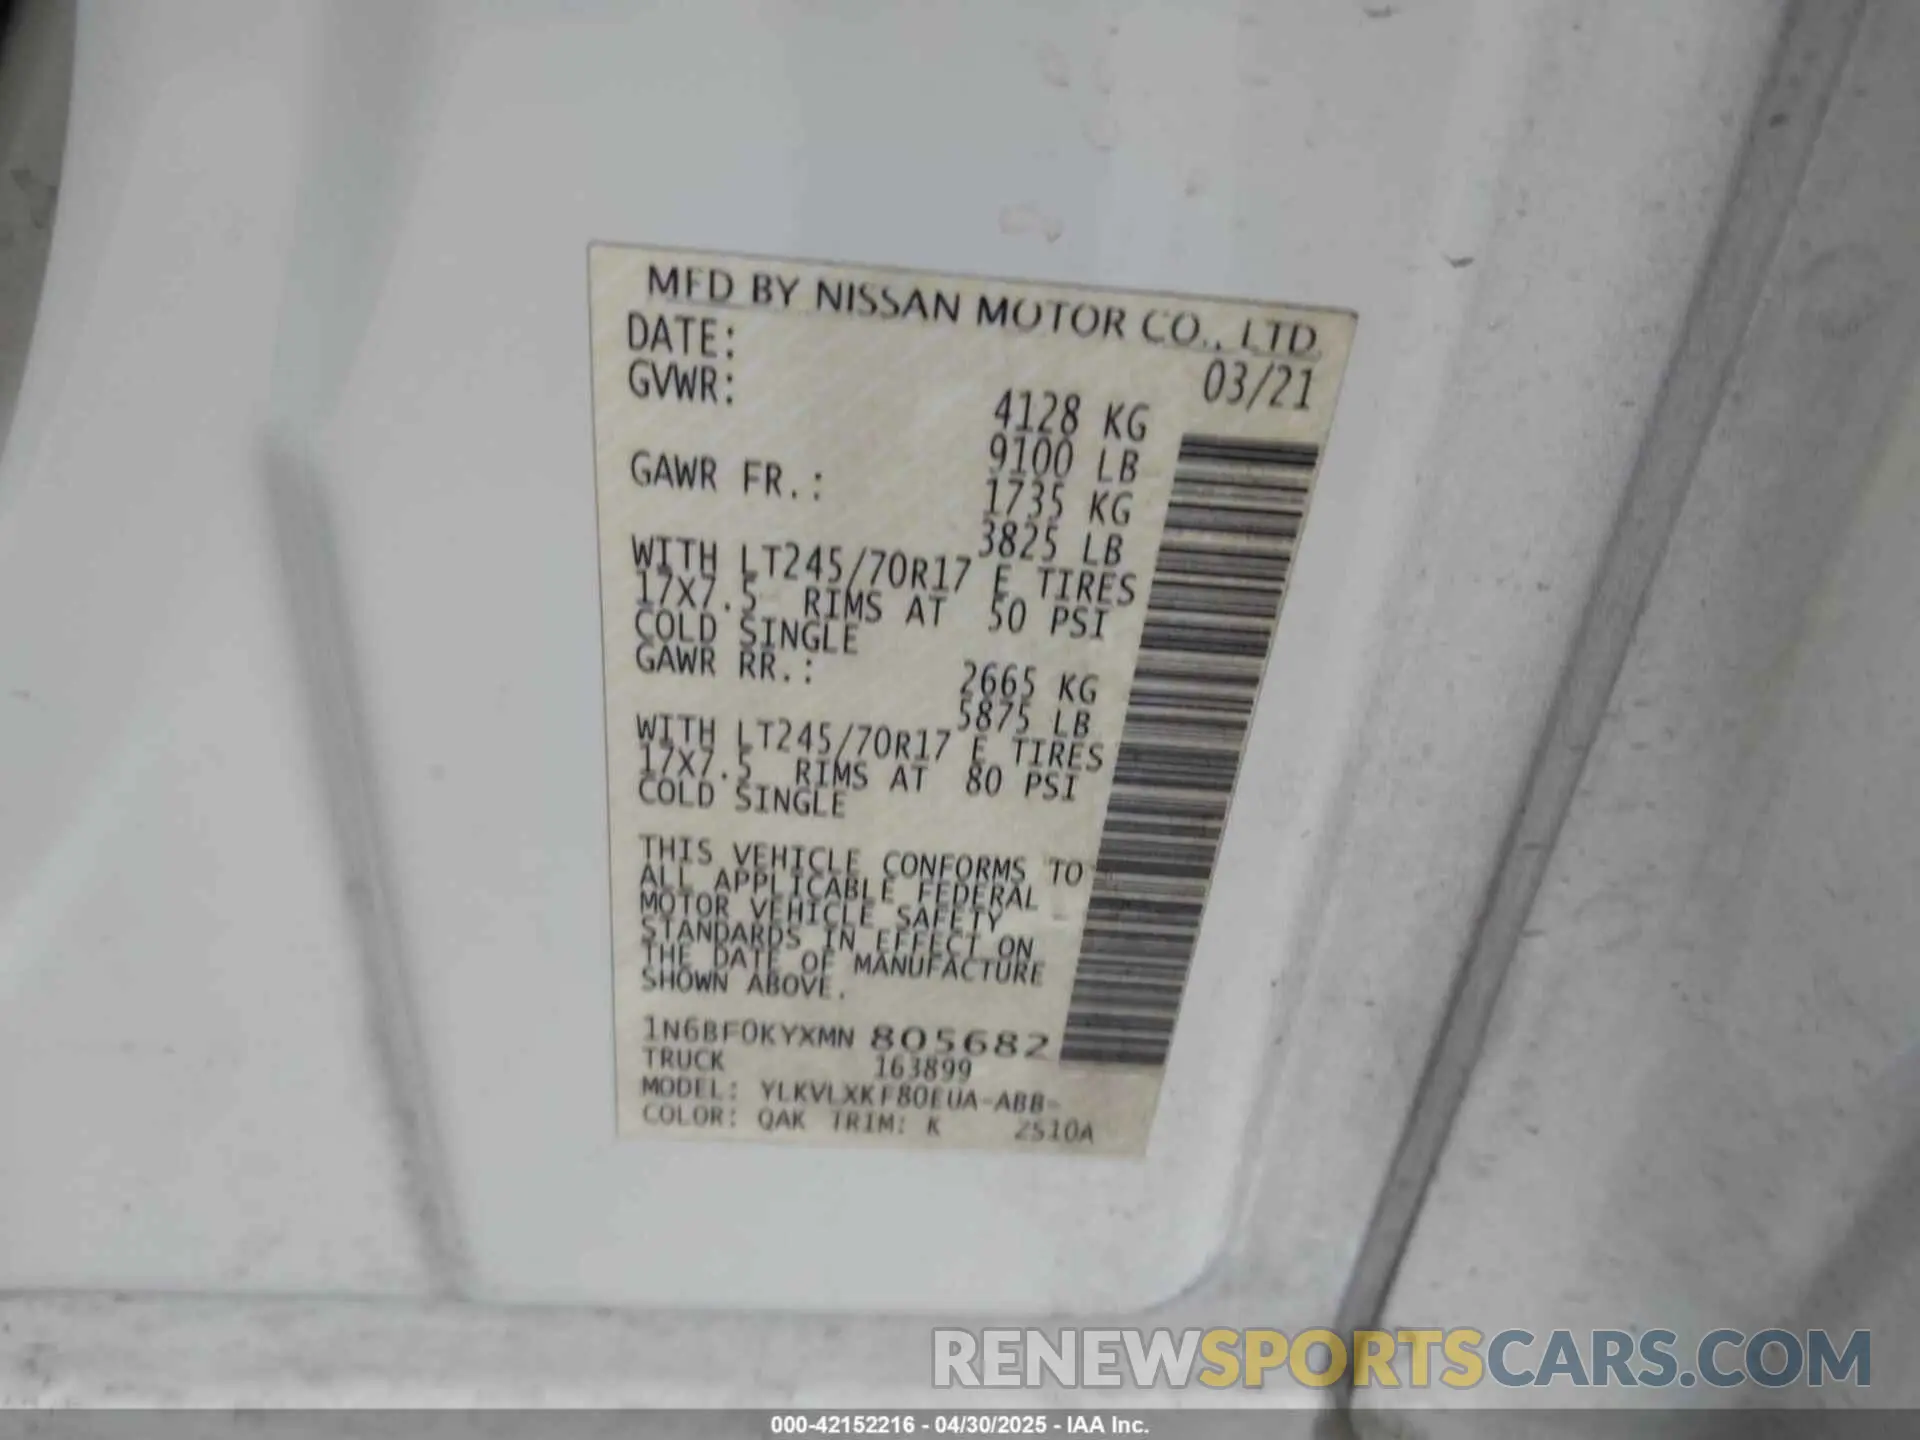 MFD BY NISSAN MOTOR CO., LTD.
DATE: 03/21
GVWR: 4128 KG
9100 LB
GAWR FR.: 1735 KG
3825 LB
WITH LT245/70R17 E TIRES
17X7.5 RIMS AT 50 PSI
COLD SINGLE
GAWR RR.: 2665 KG
5875 LB
WITH LT245/70R17 E TIRES
17X7.5 RIMS AT 80 PSI
COLD SINGLE
THIS VEHICLE CONFORMS TO
ALL APPLICABLE FEDERAL
MOTOR VEHICLE SAFETY
STANDARDS IN EFFECT ON
THE DATE OF MANUFACTURE
SHOWN ABOVE.
1N6BF0KYXMN 805682
TRUCK 163899
MODEL: YLKVLXKF80EUA-ABB-
COLOR: QAK TRIM: K ZS10A
RENEWSPORTSCARS.COM
000-42152216 - 04/30/2025 - IAA Inc.